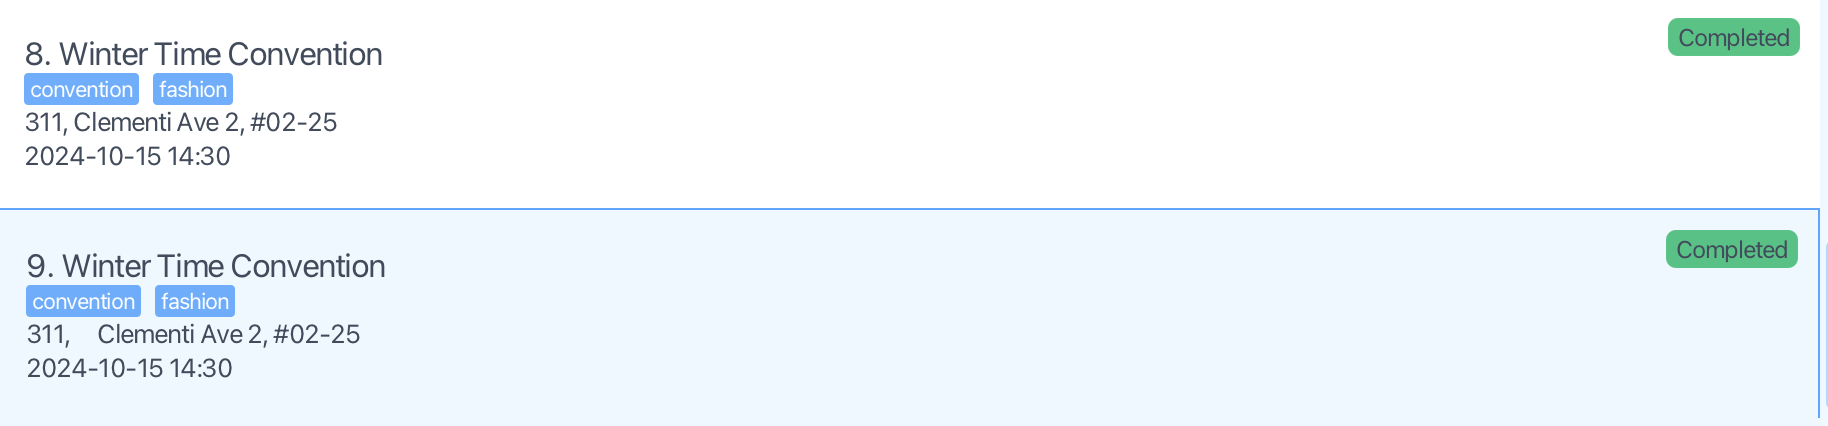 8. Winter Time Convention
Completed
convention fashion
311, Clementi Ave 2, #02-25
2024-10-15 14:30
9. Winter Time Convention
Completed
convention fashion
311,    Clementi Ave 2, #02-25
2024-10-15 14:30